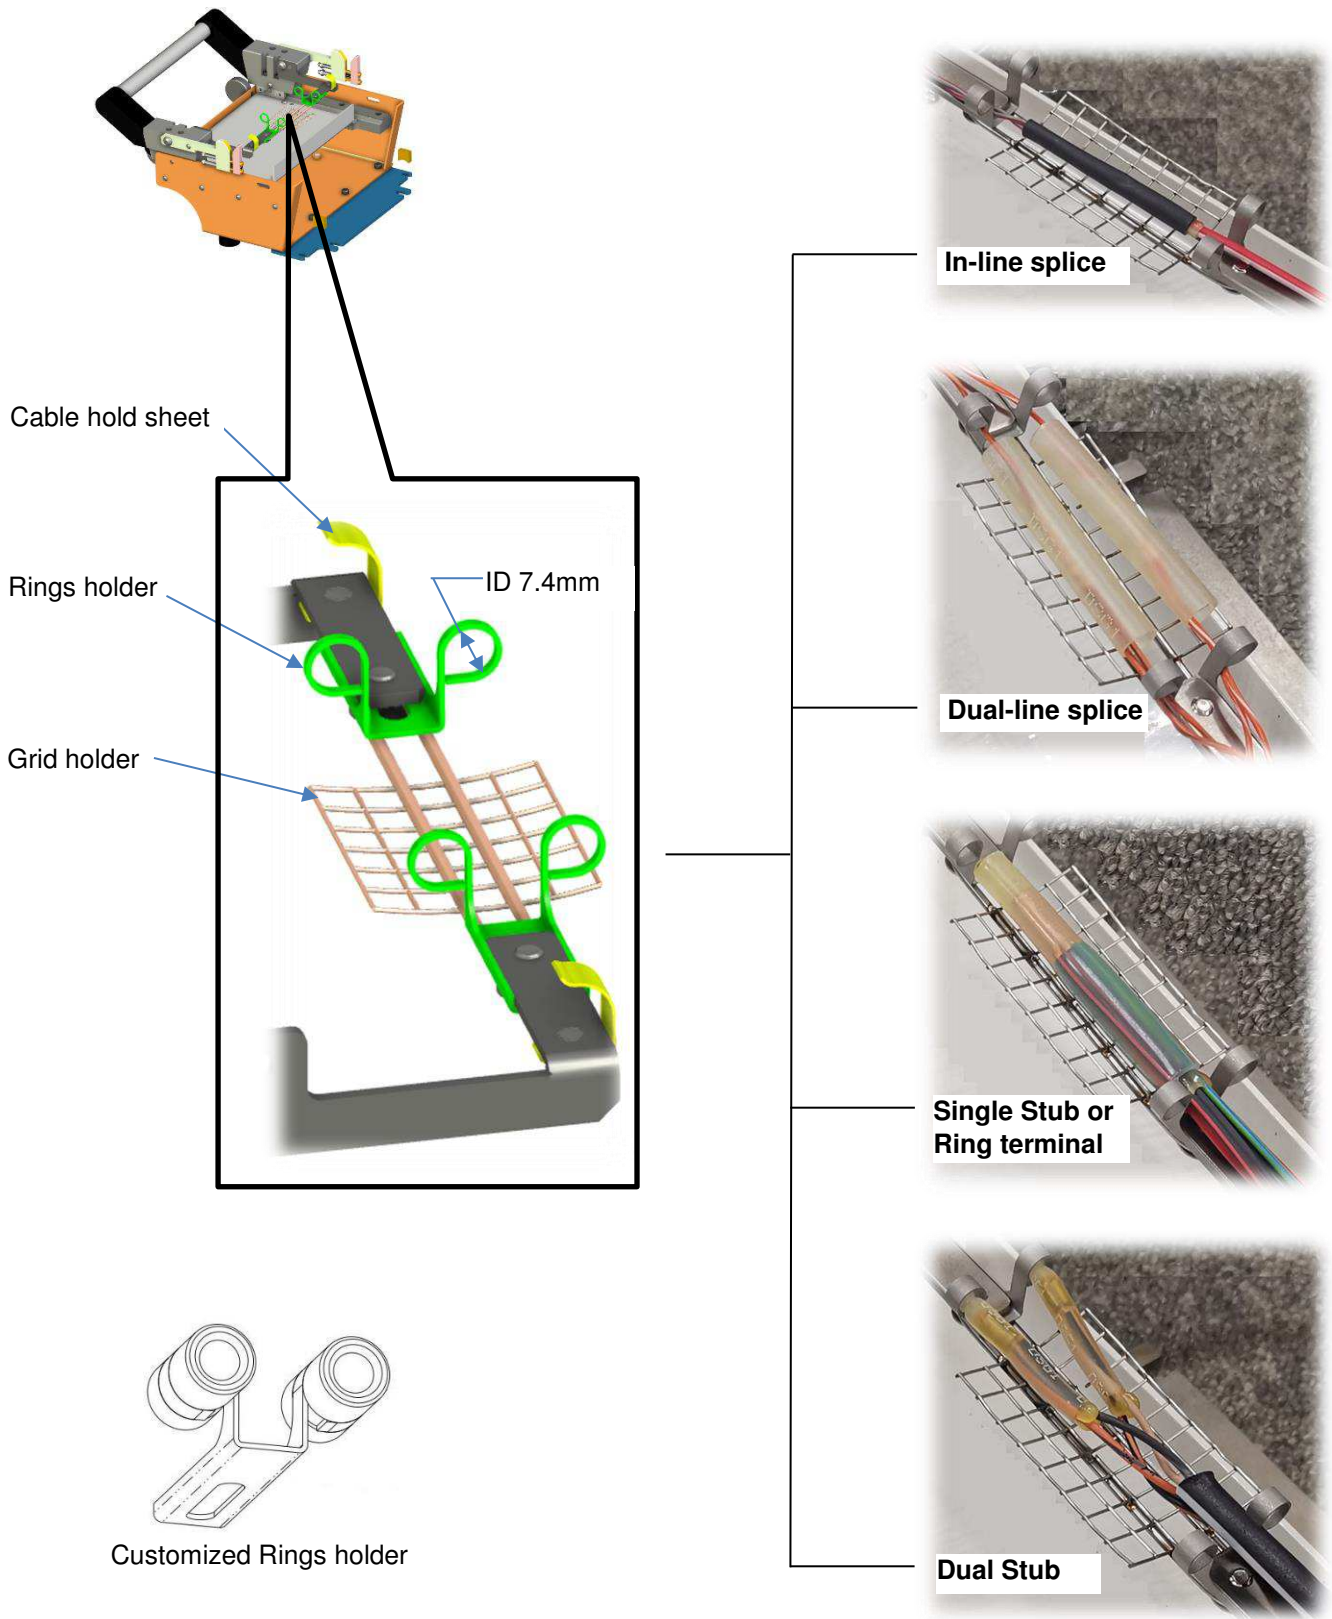 In-line splice
Cable hold sheet
Rings holder
ID 7.4mm
Dual-line splice
Grid holder
Single Stub or
Ring terminal
Customized Rings holder
Dual Stub